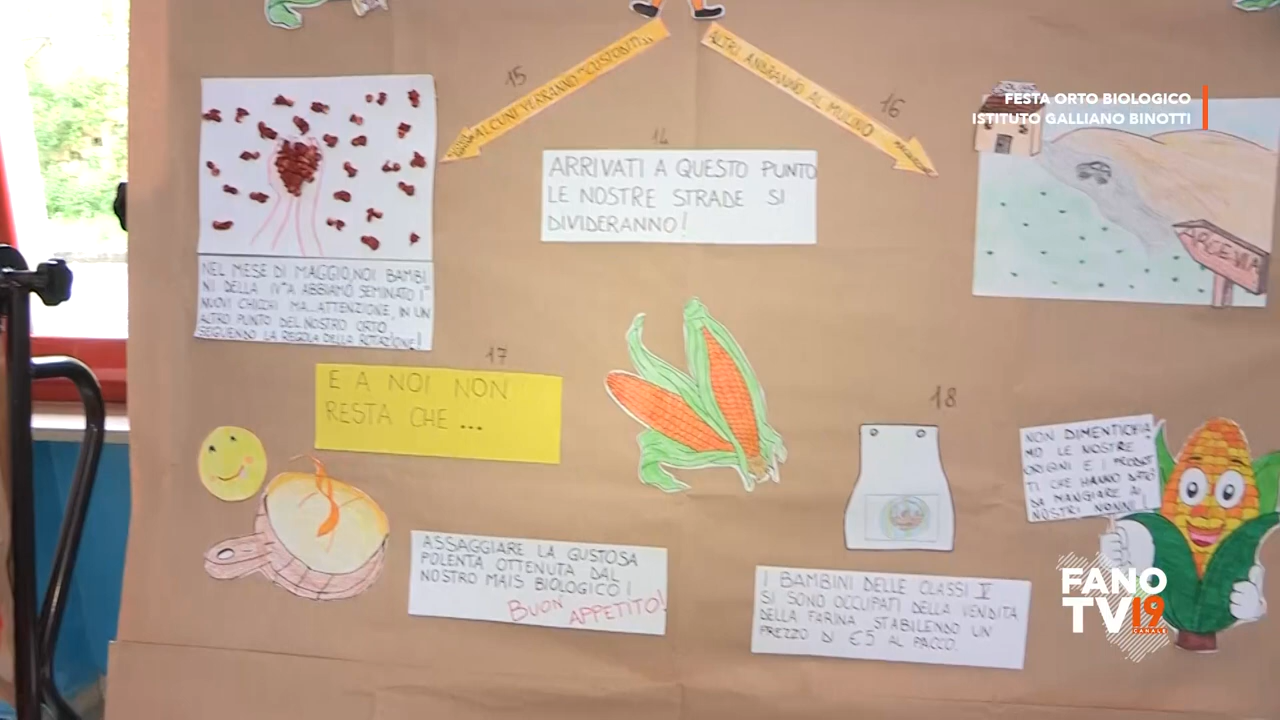 FESTA ORTO BIOLOGICO
ISTITUTO GALLIANO BINOTTI
15
ALCUNI VERRANNO "CUSTODITI"...
ALTRI ANDRANNO AL MULINO
16
14
ARRIVATI A QUESTO PUNTO
LE NOSTRE STRADE SI
DIVIDERANNO!
ARCEVIA
NEL MESE DI MAGGIO, NOI BAMBI
NI DELLA IV^A ABBIAMO SEMINATO I
NUOVI CHICCHI MA... ATTENZIONE, IN UN
ALTRO PUNTO DEL NOSTRO ORTO
SEGUENDO LA REGOLA DELLA ROTAZIONE!
17
E A NOI NON
RESTA CHE ...
ASSAGGIARE LA GUSTOSA
POLENTA OTTENUTA DAL
NOSTRO MAIS BIOLOGICO!
BUON APPETITO!
18
I BAMBINI DELLE CLASSI V
SI SONO OCCUPATI DELLA VENDITA
DELLA FARINA STABILENDO UN
PREZZO DI €5 AL PACCO.
NON DIMENTICHIA
MO LE NOSTRE
ORIGINI E I PRODOT
TI CHE HANNO DATO
DA MANGIARE AI
NOSTRI NONNI!
FANO
TV19
CANALE